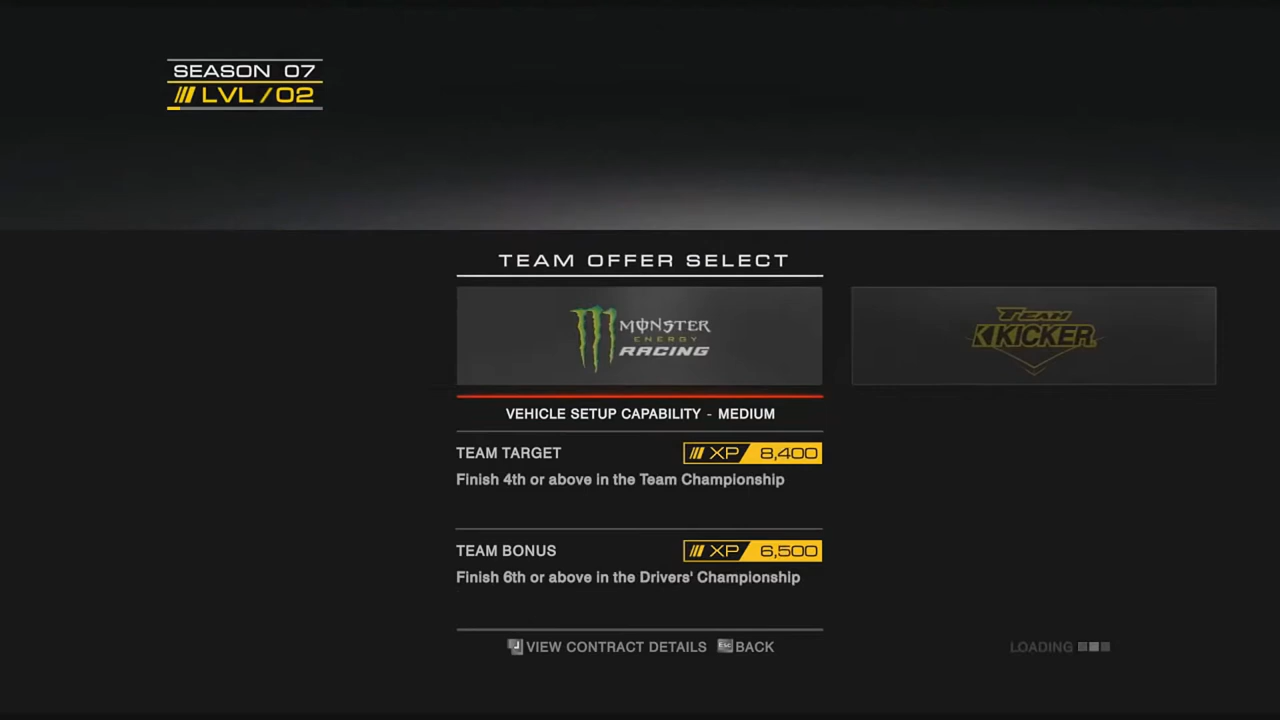 SEASON 07
LVL/02
TEAM OFFER SELECT
MONSTER
ENERGY
RACING
TEAM
KICKER
VEHICLE SETUP CAPABILITY - MEDIUM
TEAM TARGET XP 8,400
Finish 4th or above in the Team Championship
TEAM BONUS XP 6,500
Finish 6th or above in the Drivers' Championship
VIEW CONTRACT DETAILS Esc BACK
LOADING